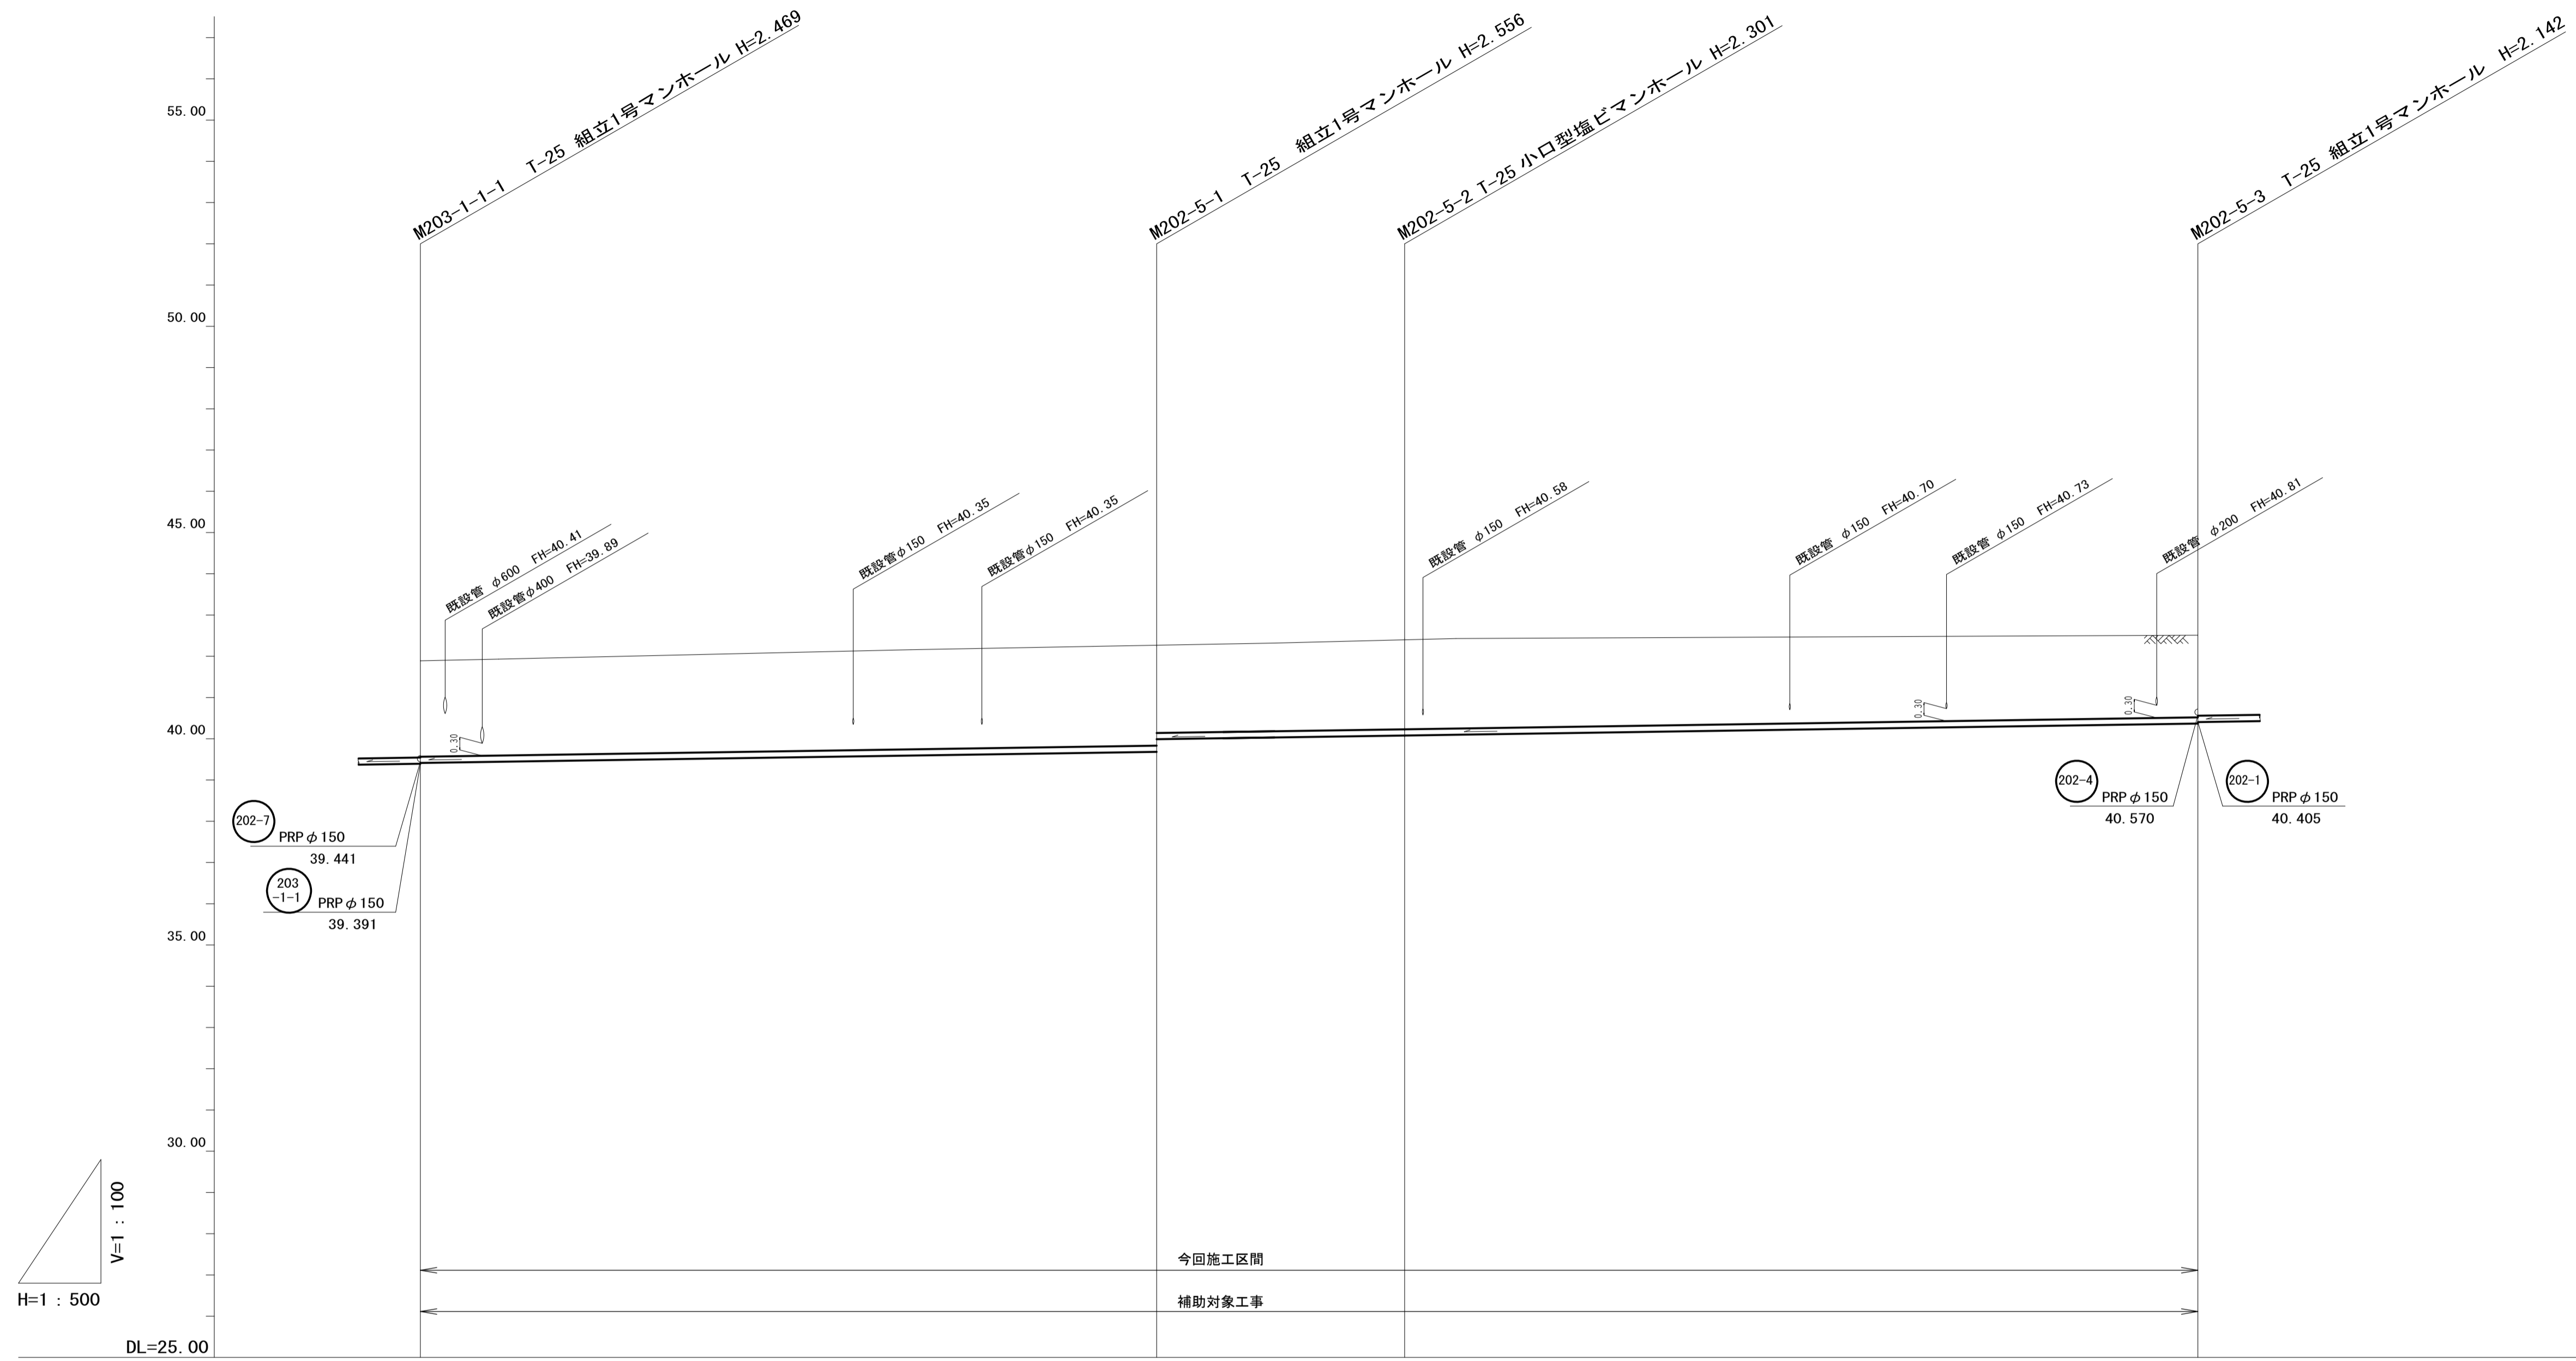 M203-1-1-1 T-25 組立1号マンホール H=2.469
M202-5-1 T-25 組立1号マンホール H=2.556
M202-5-2 T-25 小口型塩ビマンホール H=2.301
M202-5-3 T-25 組立1号マンホール H=2.142
55.00
50.00
45.00
40.00
35.00
30.00
DL=25.00
既設管 φ600 FH=40.41
既設管φ400 FH=39.89
既設管φ150 FH=40.35
既設管φ150 FH=40.35
既設管 φ150 FH=40.58
既設管 φ150 FH=40.70
既設管 φ150 FH=40.73
既設管 φ200 FH=40.81
0.30
0.30
0.30
202-7
PRPφ150
39.441
203
-1-1
PRPφ150
39.391
202-4
PRPφ150
40.570
202-1
PRPφ150
40.405
V=1 : 100
H=1 : 500
今回施工区間
補助対象工事